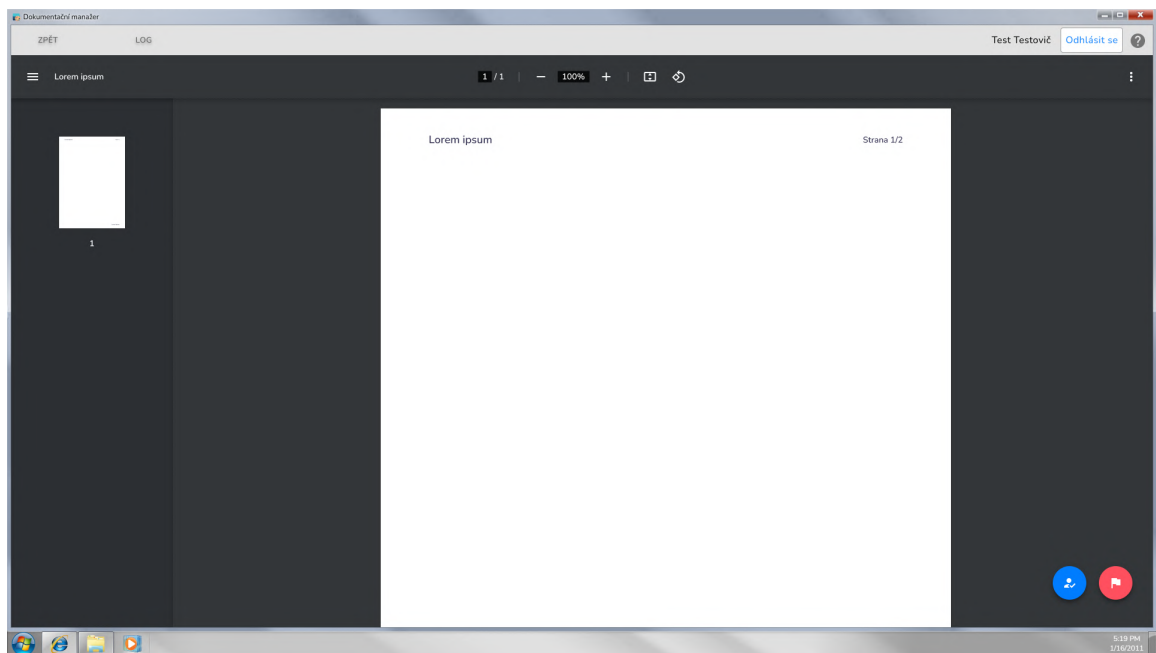 Dokumentační manažer
ZPĚT LOG Test Testovič Odhlásit se ?
Lorem ipsum 1 / 1 100%
Lorem ipsum Strana 1/2
1
5:19 PM
1/16/2011